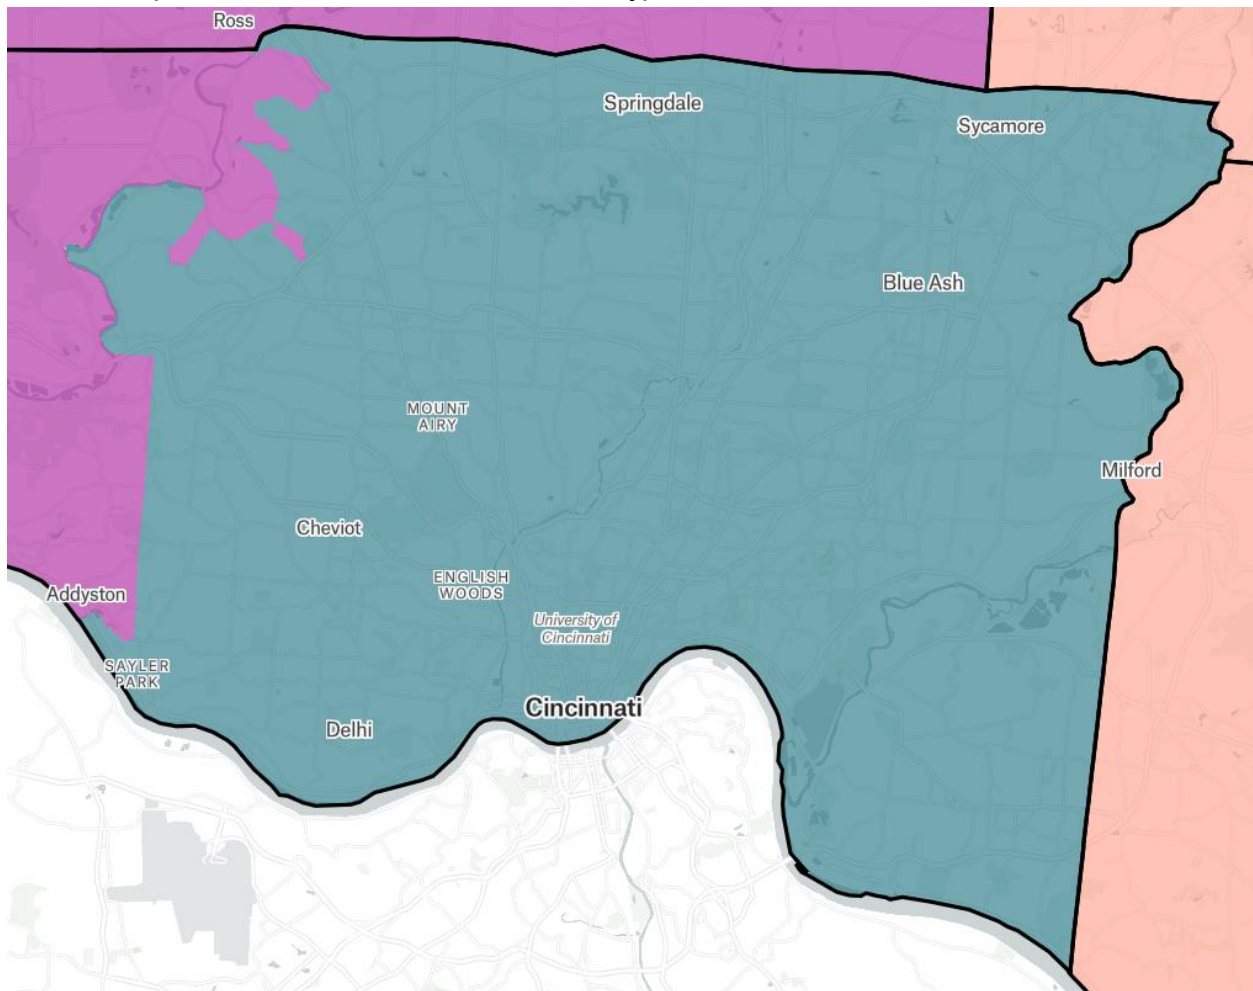 Ross
Springdale
Sycamore
Blue Ash
MOUNT
AIRY
Milford
Cheviot
ENGLISH
WOODS
Addyston
University of
Cincinnati
SAYLER
PARK
Cincinnati
Delhi